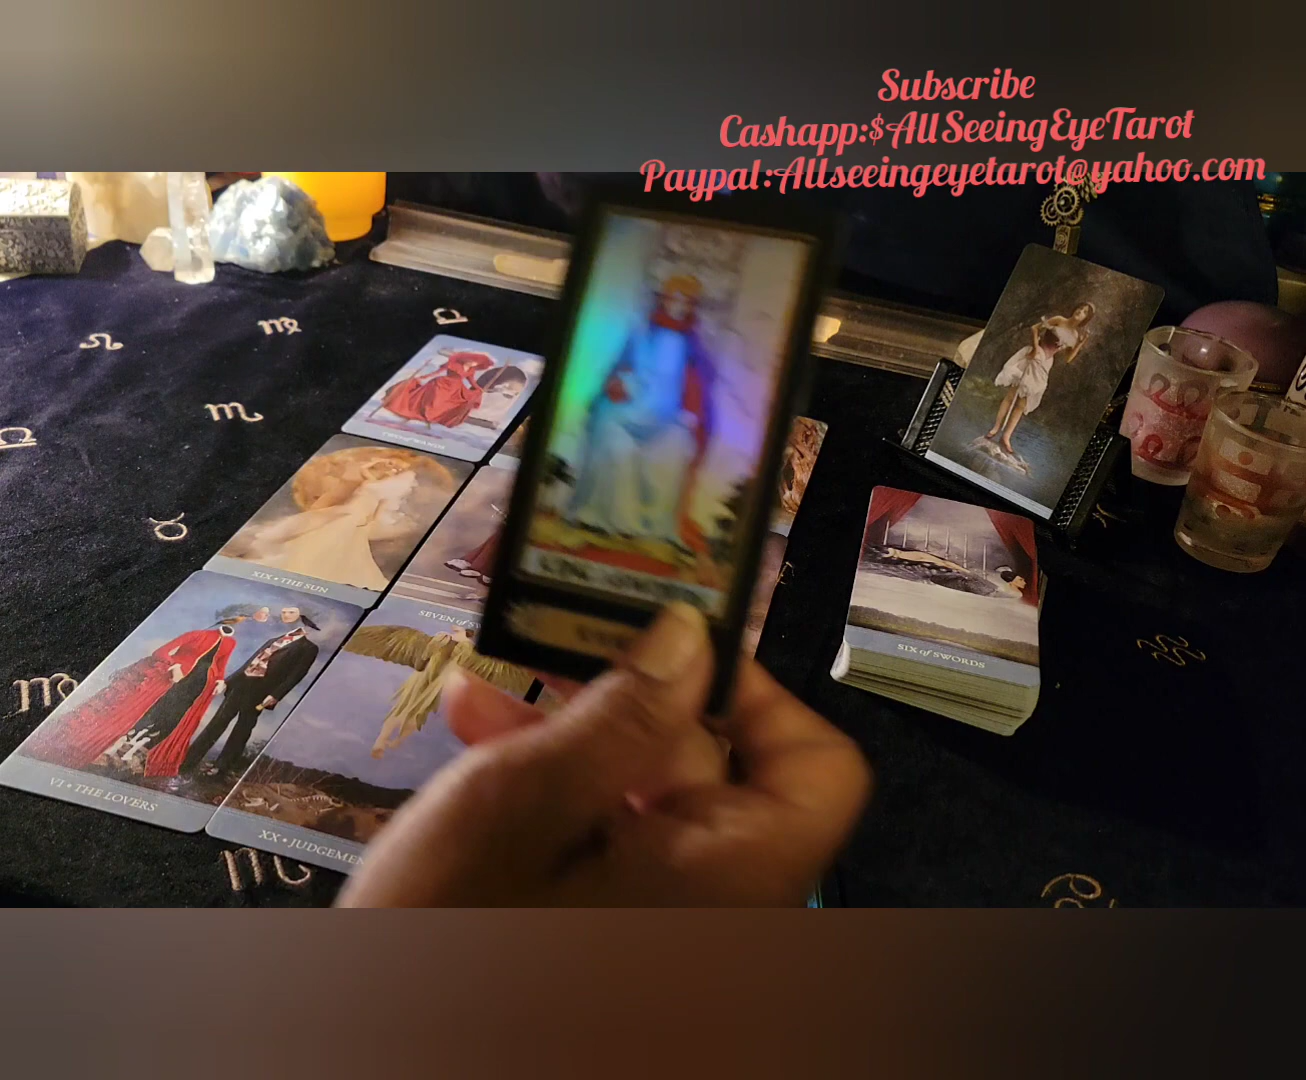 Subscribe
Cashapp:$AllSeeingEyeTarot
Paypal:Allseeingeyetarot@yahoo.com
XIX • THE SUN
SEVEN of
VI • THE LOVERS
XX • JUDGEMEN
SIX of SWORDS